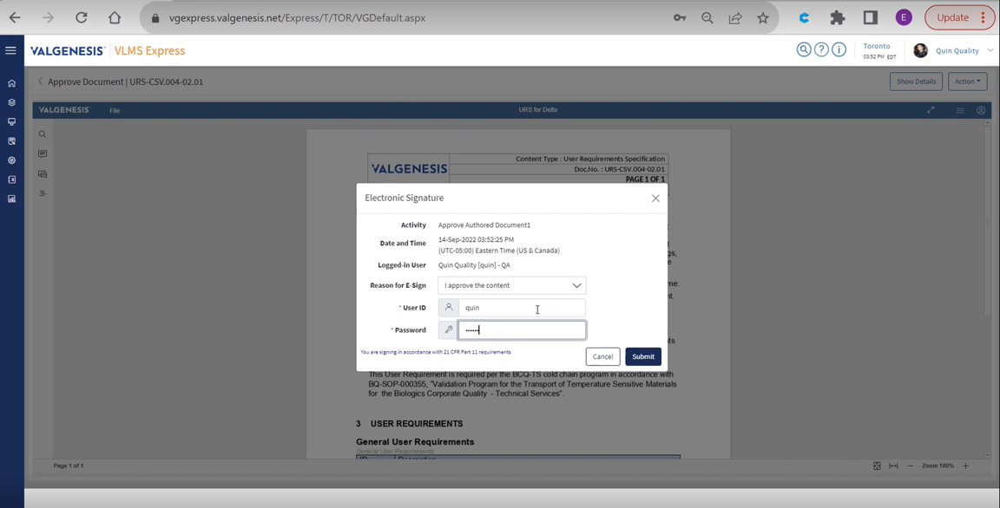 vgexpress.valgenesis.net/Express/T/TOR/VGDefault.aspx
E
Update
VALGENESIS™ VLMS Express
Toronto
03:52 PM EDT
Quin Quality
Approve Document | URS-CSV.004-02.01
Show Details
Action
VALGENESIS™ File URS for Delta
VALGENESIS
Content Type : User Requirements Specification
Doc.No. : URS-CSV.004-02.01
PAGE 1 OF 1
Electronic Signature
Activity Approve Authored Document1
Date and Time 14-Sep-2022 03:52:25 PM
(UTC-05:00) Eastern Time (US & Canada)
Logged-in User Quin Quality [quin] - QA
Reason for E-Sign I approve the content
* User ID quin
* Password ••••••
You are signing in accordance with 21 CFR Part 11 requirements
Cancel Submit
This User Requirement is required per the BCQ-TS cold chain program in accordance with
BQ-SOP-000355, "Validation Program for the Transport of Temperature Sensitive Materials
for the Biologics Corporate Quality - Technical Services".
3 USER REQUIREMENTS
General User Requirements
General User Requirements
Page 1 of 1
Zoom 100%